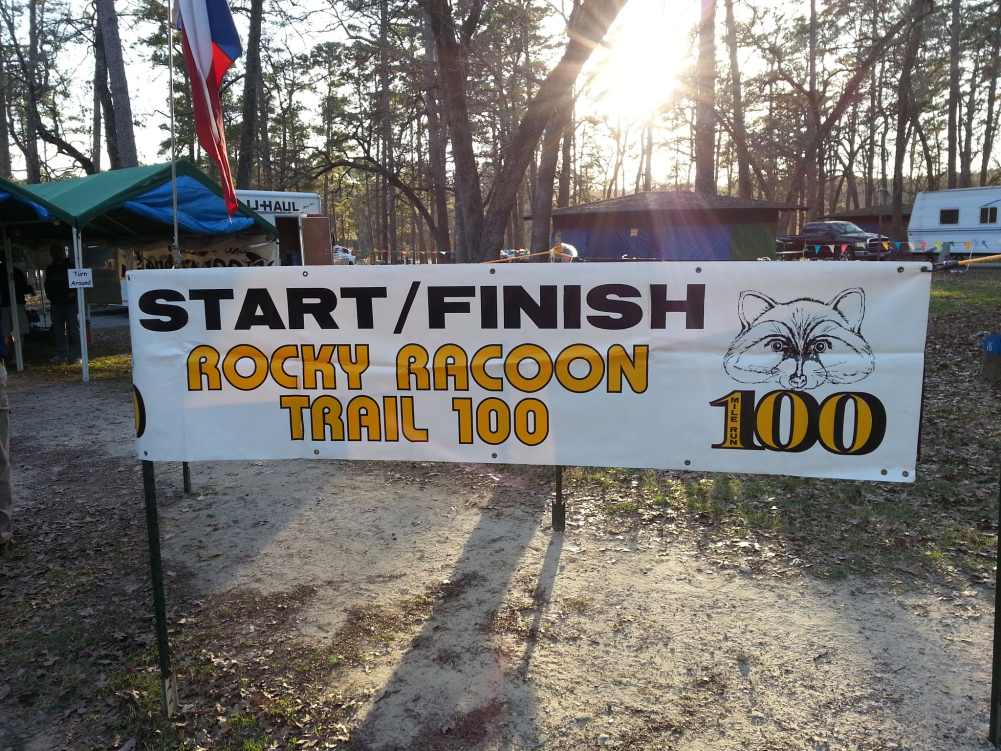 U-HAUL
Turn
Around
START/FINISH
ROCKY RACOON
TRAIL 100
MILE RUN
100